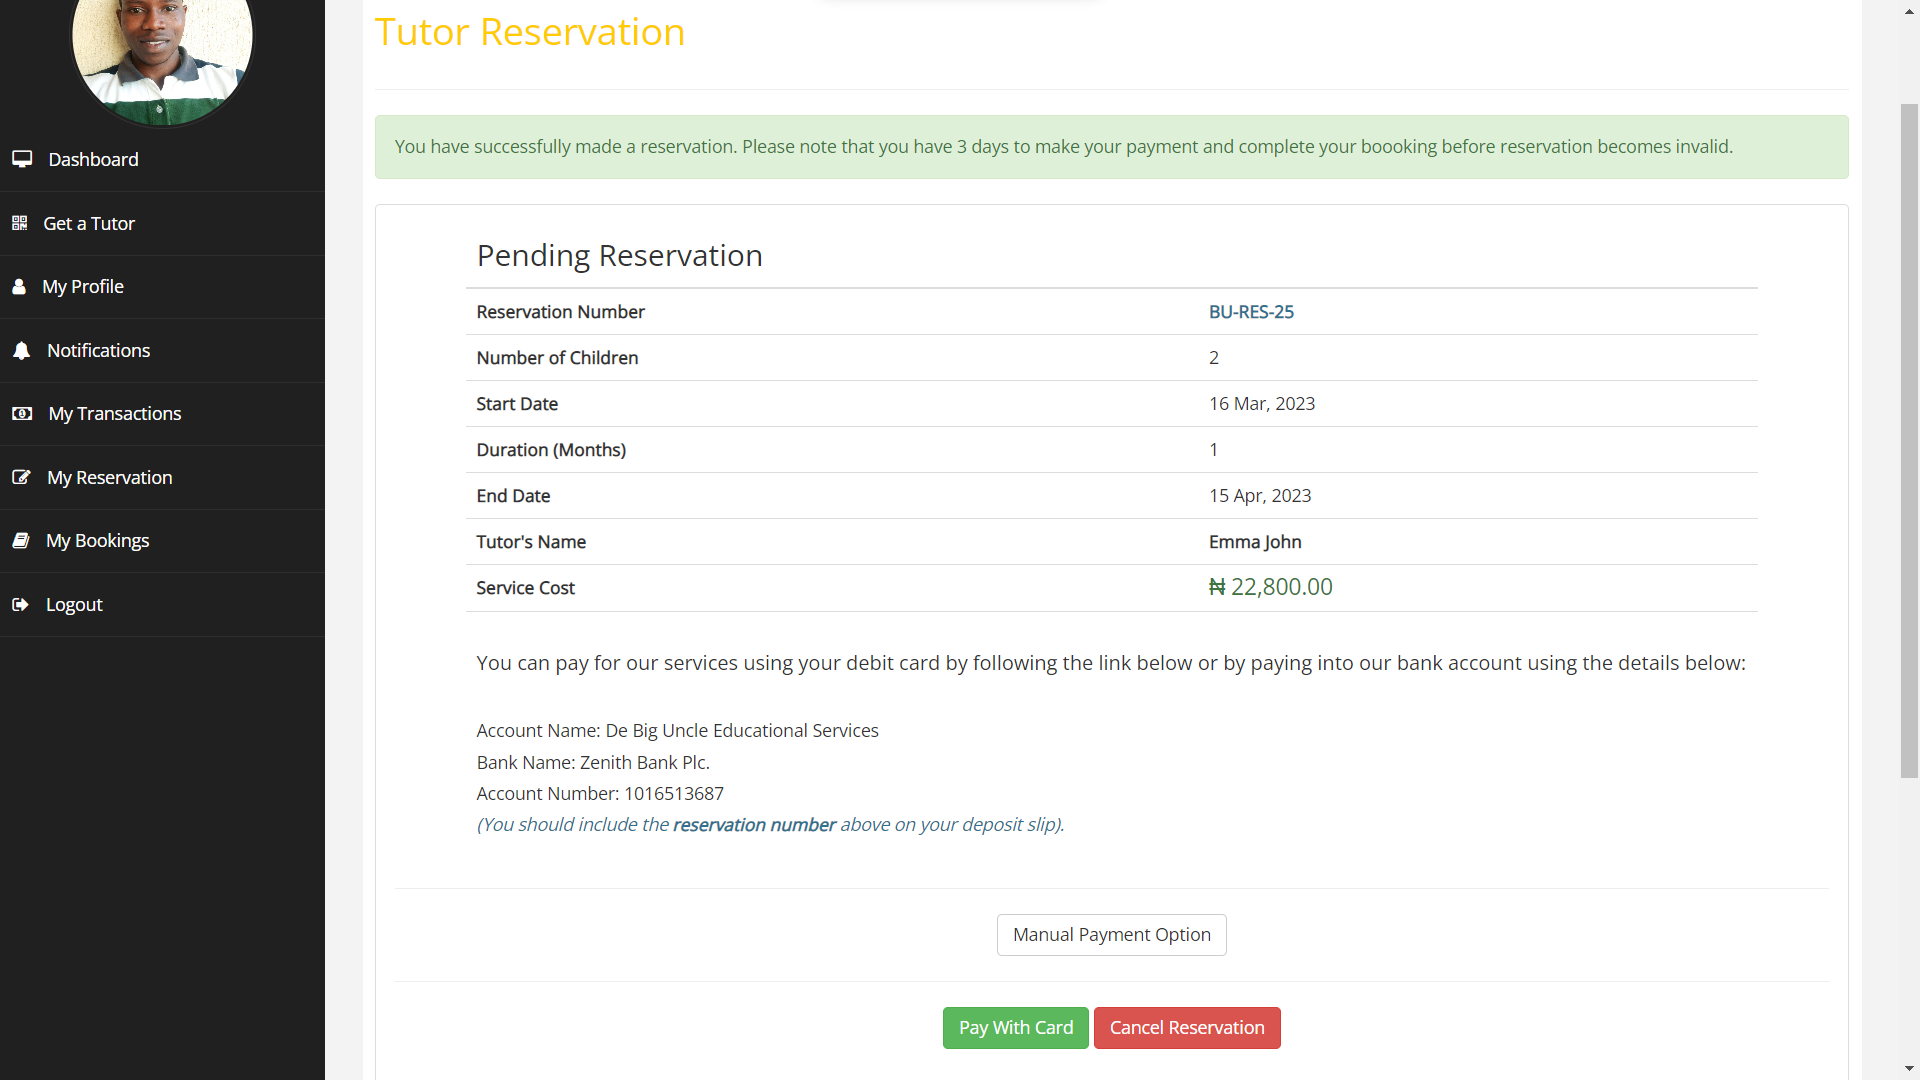 Tutor Reservation
Dashboard
Get a Tutor
My Profile
Notifications
My Transactions
My Reservation
My Bookings
Logout
You have successfully made a reservation. Please note that you have 3 days to make your payment and complete your boooking before reservation becomes invalid.
Pending Reservation
Reservation Number BU-RES-25
Number of Children 2
Start Date 16 Mar, 2023
Duration (Months) 1
End Date 15 Apr, 2023
Tutor's Name Emma John
Service Cost ₦ 22,800.00
You can pay for our services using your debit card by following the link below or by paying into our bank account using the details below:
Account Name: De Big Uncle Educational Services
Bank Name: Zenith Bank Plc.
Account Number: 1016513687
(You should include the reservation number above on your deposit slip).
Manual Payment Option
Pay With Card Cancel Reservation